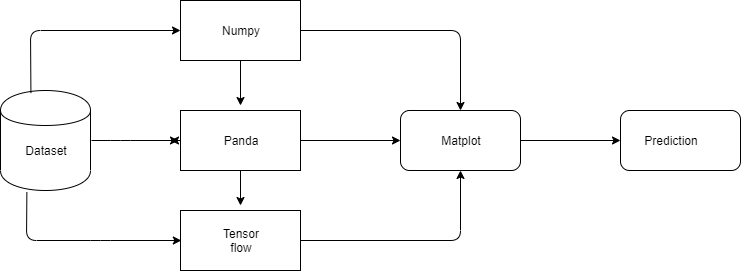 Numpy
Dataset
Panda
Matplot
Prediction
Tensor
flow